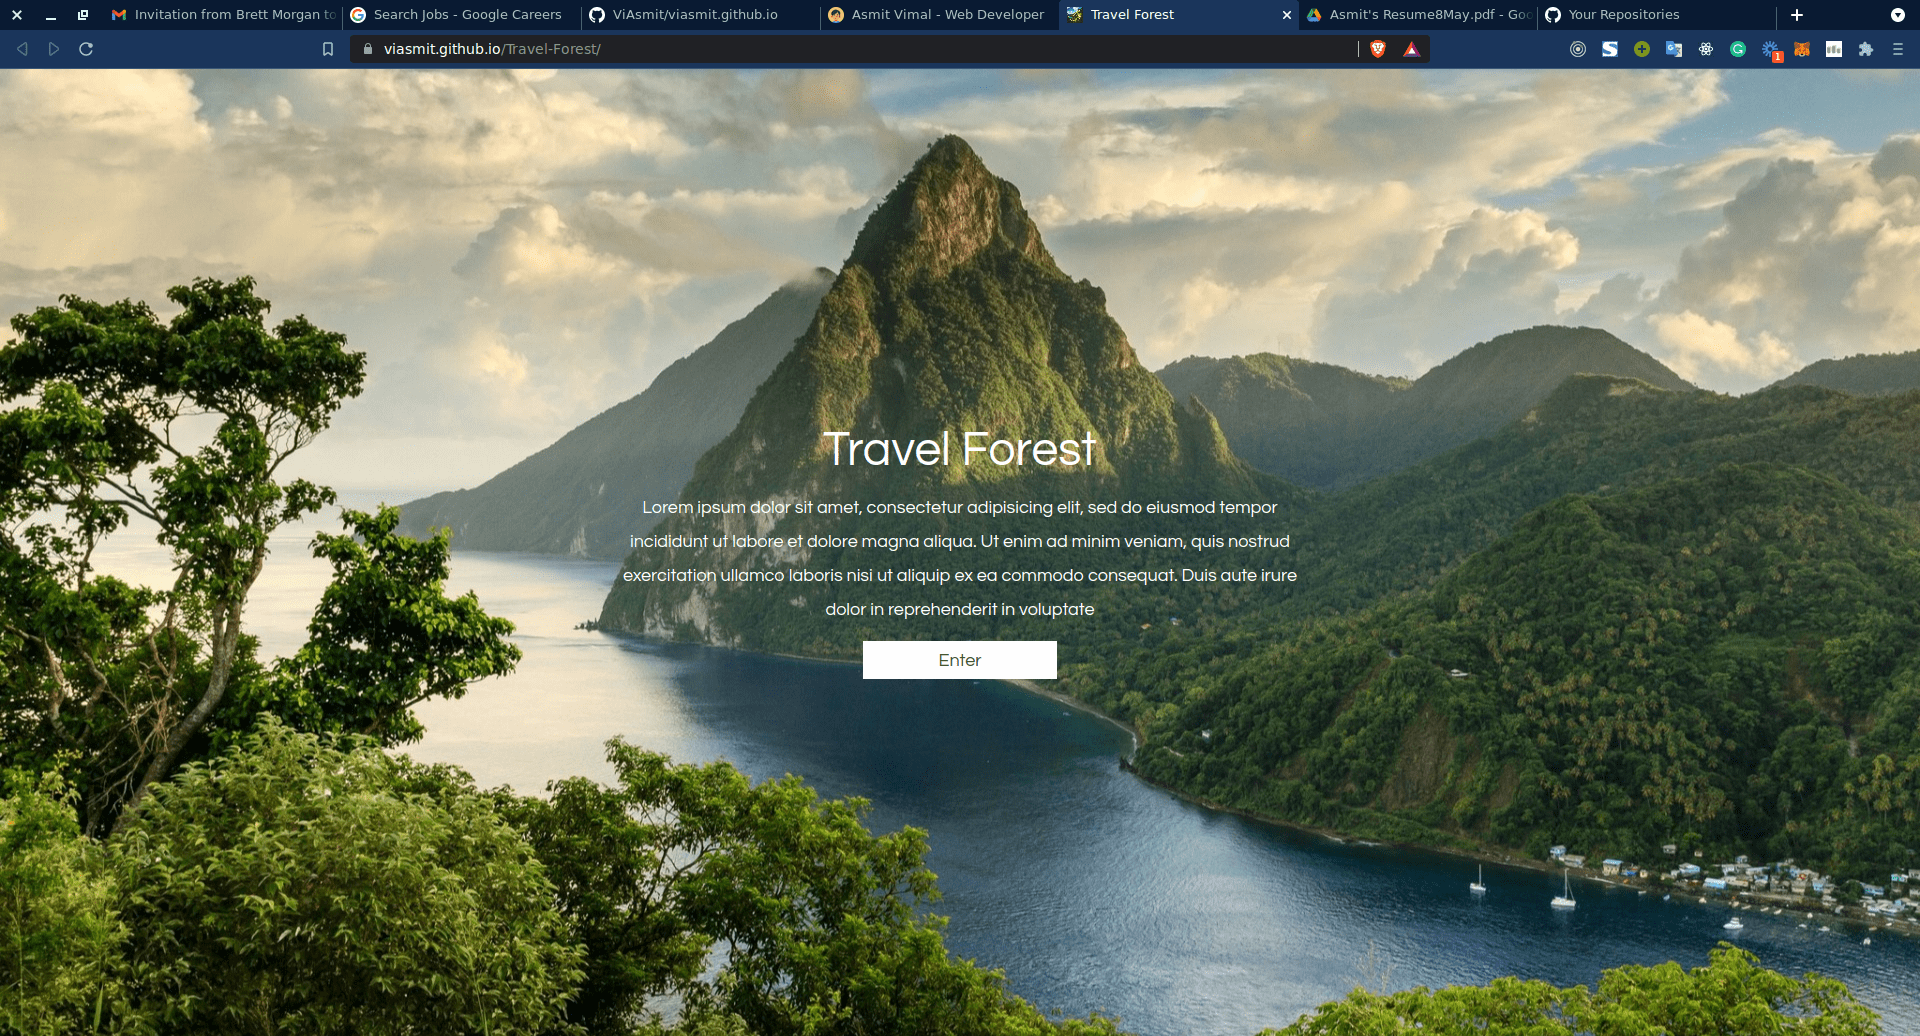 Invitation from Brett Morgan to
Search Jobs - Google Careers
ViAsmit/viasmit.github.io
Asmit Vimal - Web Developer
Travel Forest
Asmit's Resume8May.pdf - Goo
Your Repositories
viasmit.github.io/Travel-Forest/
1
Travel Forest
Lorem ipsum dolor sit amet, consectetur adipisicing elit, sed do eiusmod tempor
incididunt ut labore et dolore magna aliqua. Ut enim ad minim veniam, quis nostrud
exercitation ullamco laboris nisi ut aliquip ex ea commodo consequat. Duis aute irure
dolor in reprehenderit in voluptate
Enter